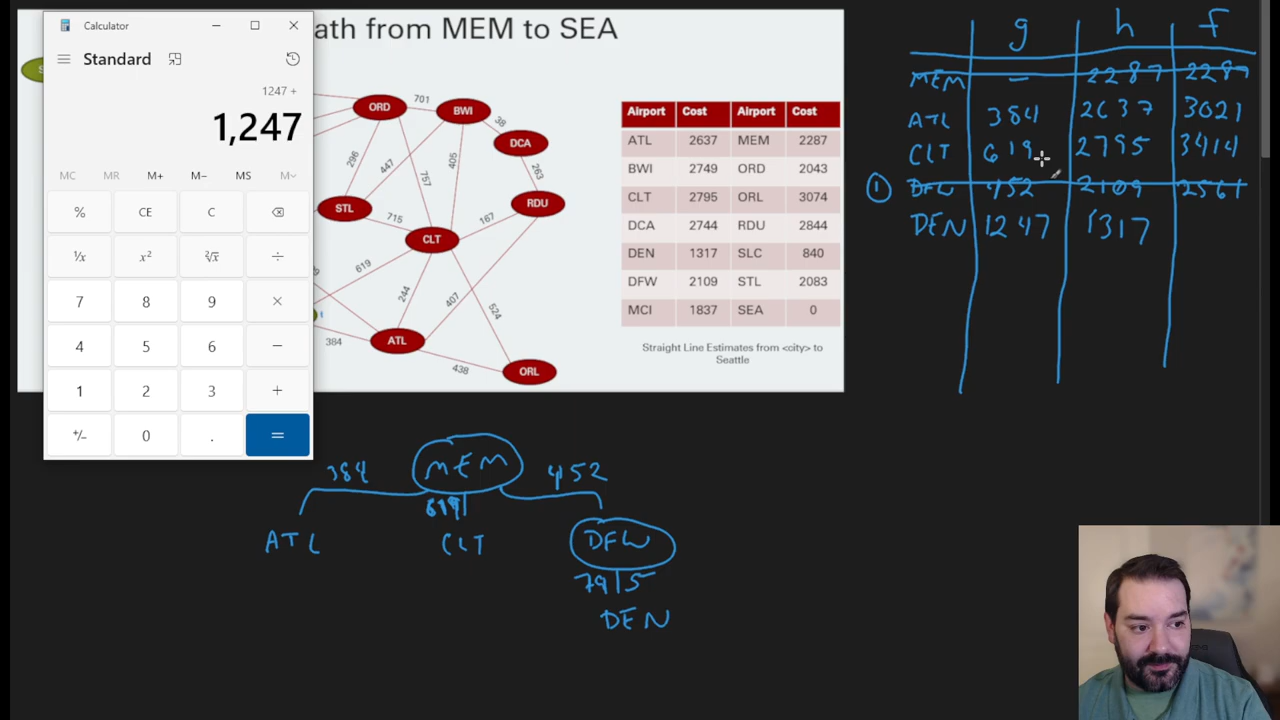 Calculator
Standard
1247 +
1,247
MC MR M+ M− MS M˅
% CE C
¹/x x² ²√x ÷
7 8 9 ×
4 5 6 −
1 2 3 +
+/− 0 . =
ath from MEM to SEA
ORD
701
BWI
38
DCA
296
447
757
405
263
STL
715
167
RDU
CLT
619
244
407
524
384
ATL
438
ORL
Airport Cost Airport Cost
ATL 2637 MEM 2287
BWI 2749 ORD 2043
CLT 2795 ORL 3074
DCA 2744 RDU 2844
DEN 1317 SLC 840
DFW 2109 STL 2083
MCI 1837 SEA 0
Straight Line Estimates from <city> to
Seattle
g h f
MEM — 2287 2287
ATL 384 2637 3021
CLT 619 2795 3414
① DFW 452 2109 2561
DEN 1247 1317
384 MEM 452
619
ATL CLT DFW
795
DEN